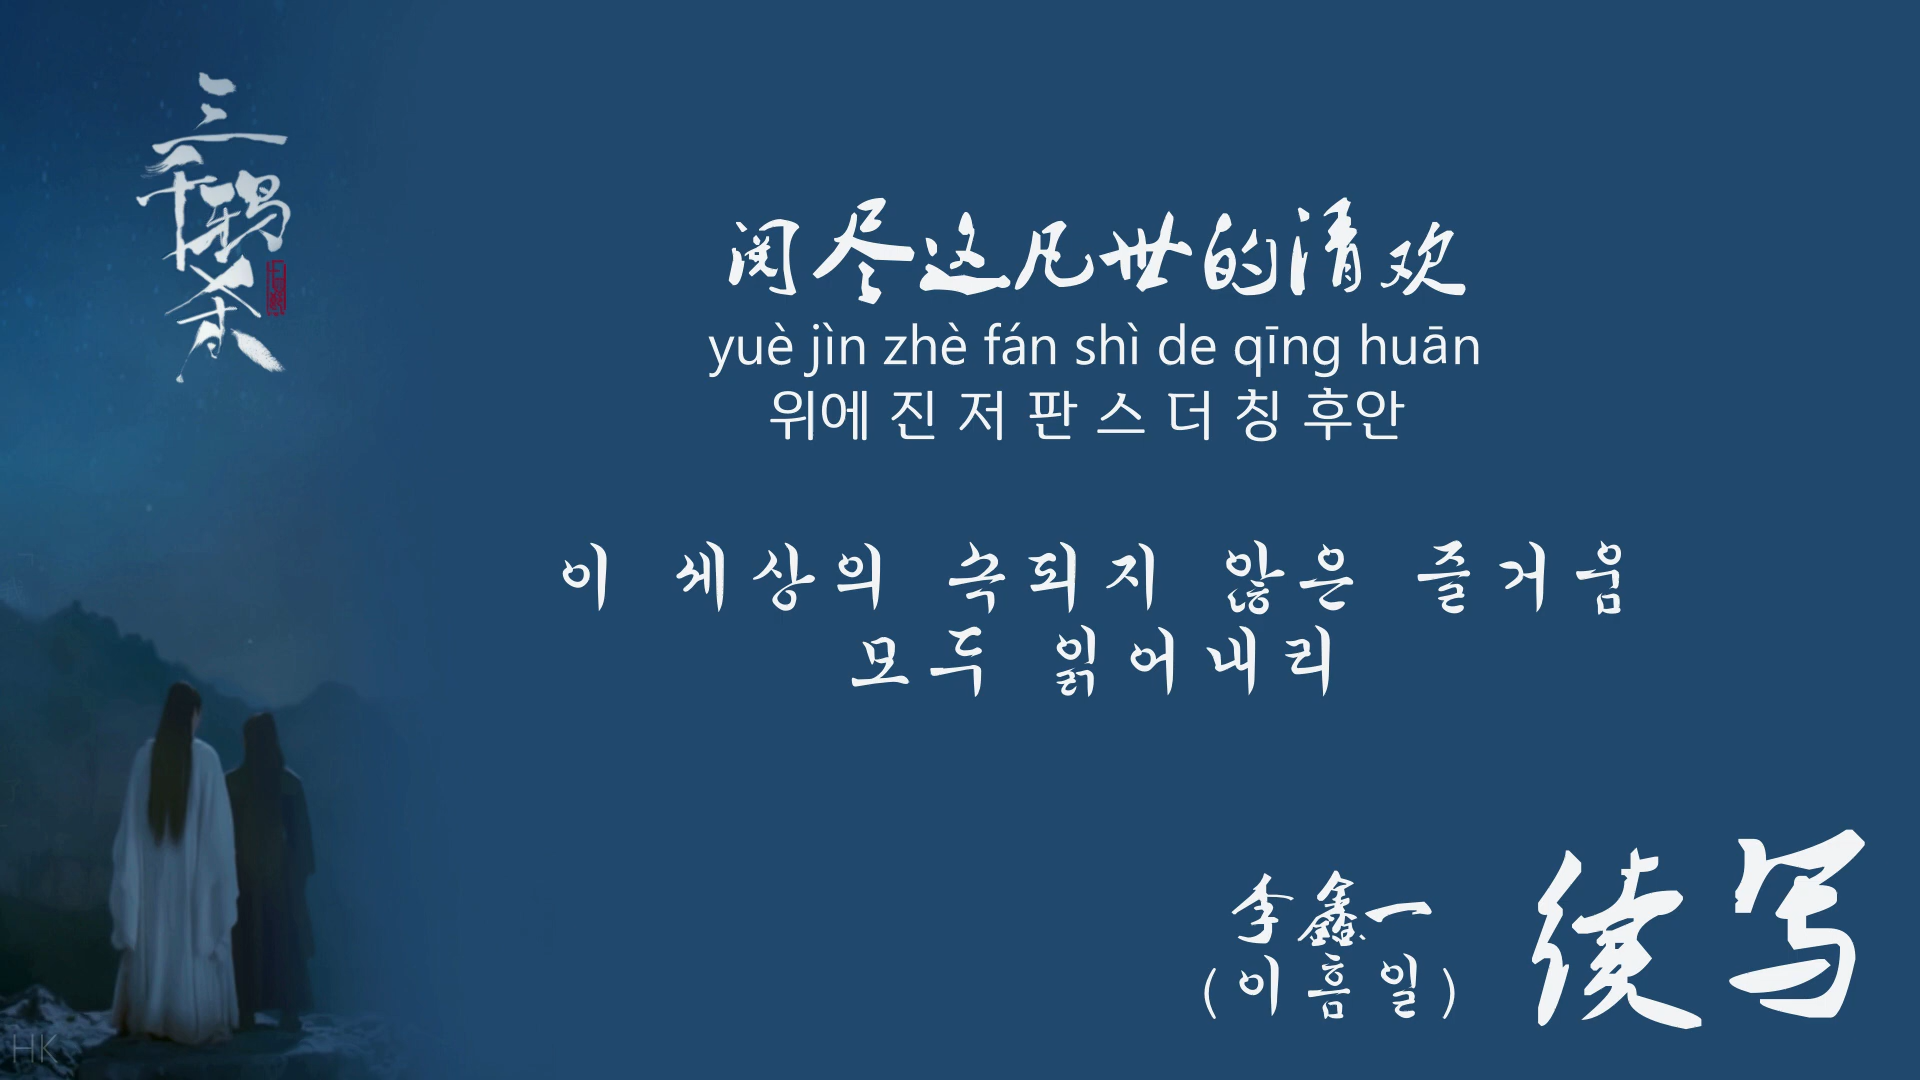 三千鸦杀
阅尽这凡世的清欢
yuè jìn zhè fán shì de qīng huān
위에 진 저 판 스 더 칭 후안
이 세상의 속되지 않은 즐거움
모두 읽어내리
李鑫一
(이흠일)
续写
HK